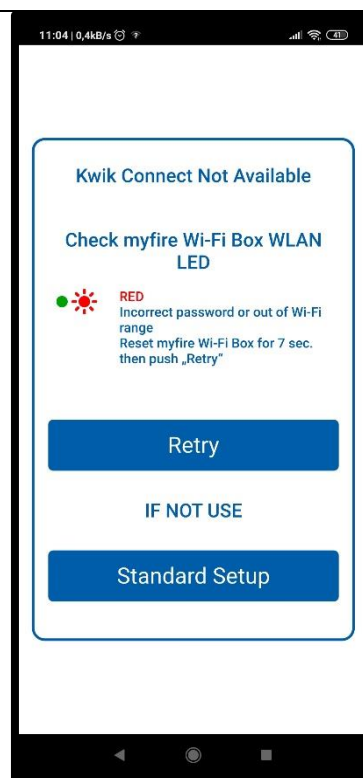 11:04 | 0,4kB/s
41
Kwik Connect Not Available
Check myfire Wi-Fi Box WLAN
LED
RED
Incorrect password or out of Wi-Fi
range
Reset myfire Wi-Fi Box for 7 sec.
then push „Retry“
Retry
IF NOT USE
Standard Setup